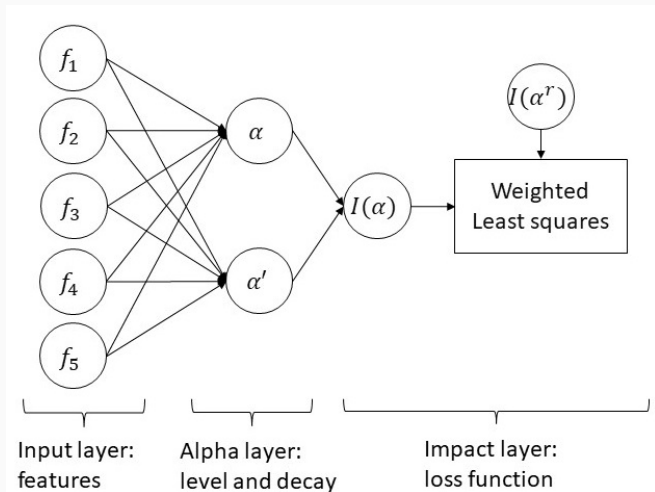 f₁
f₂
f₃
f₄
f₅
α
α′
I(α)
I(αʳ)
Weighted
Least squares
Input layer:
features
Alpha layer:
level and decay
Impact layer:
loss function